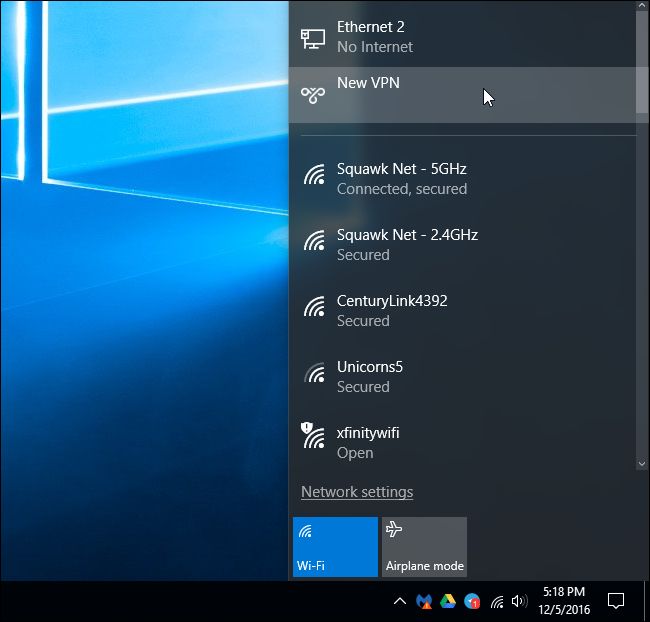 Ethernet 2
No Internet
New VPN
Squawk Net - 5GHz
Connected, secured
Squawk Net - 2.4GHz
Secured
CenturyLink4392
Secured
Unicorns5
Secured
xfinitywifi
Open
Network settings
Wi-Fi
Airplane mode
5:18 PM
12/5/2016